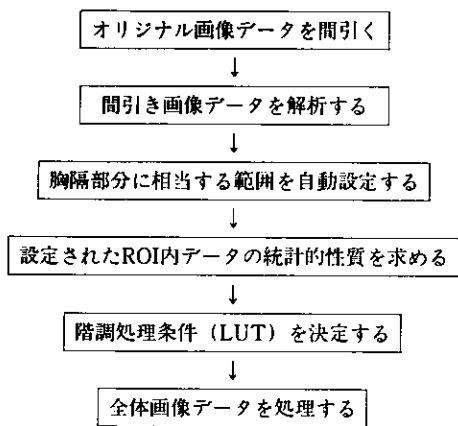 オリジナル画像データを間引く
↓
間引き画像データを解析する
↓
胸隔部分に相当する範囲を自動設定する
↓
設定されたROI内データの統計的性質を求める
↓
階調処理条件（LUT）を決定する
↓
全体画像データを処理する